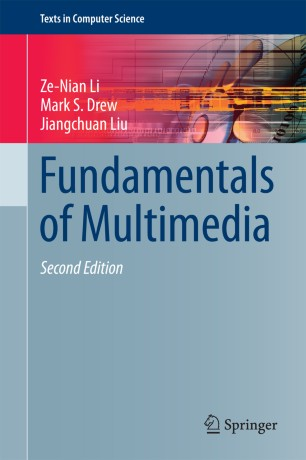 Texts in Computer Science
Ze-Nian Li
Mark S. Drew
Jiangchuan Liu
Fundamentals
of Multimedia
Second Edition
Springer